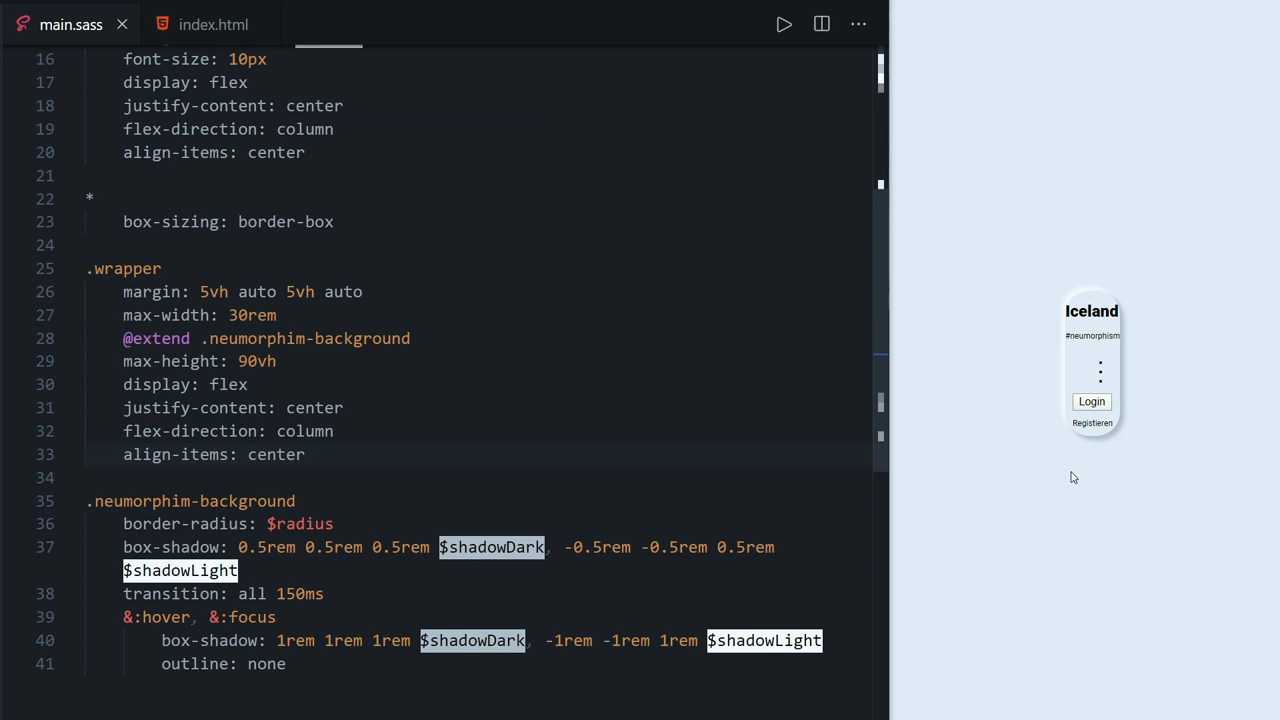 main.sass
index.html
16 font-size: 10px
17 display: flex
18 justify-content: center
19 flex-direction: column
20 align-items: center
21
22 *
23 box-sizing: border-box
24
25 .wrapper
26 margin: 5vh auto 5vh auto
27 max-width: 30rem
28 @extend .neumorphim-background
29 max-height: 90vh
30 display: flex
31 justify-content: center
32 flex-direction: column
33 align-items: center
34
35 .neumorphim-background
36 border-radius: $radius
37 box-shadow: 0.5rem 0.5rem 0.5rem $shadowDark, -0.5rem -0.5rem 0.5rem
$shadowLight
38 transition: all 150ms
39 &:hover, &:focus
40 box-shadow: 1rem 1rem 1rem $shadowDark, -1rem -1rem 1rem $shadowLight
41 outline: none
Iceland
#neumorphism
Login
Registieren